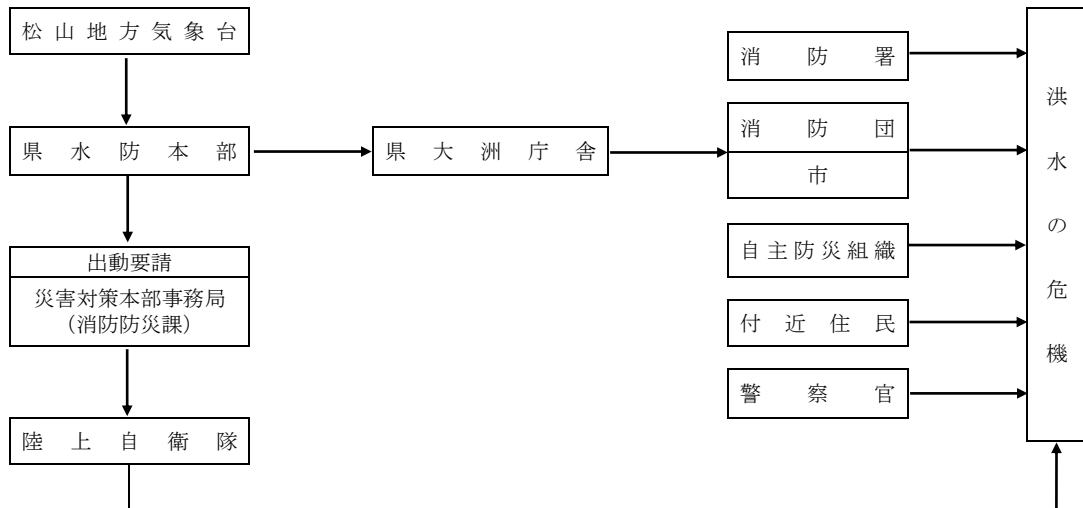 松山地方気象台
県水防本部
出動要請
災害対策本部事務局
（消防防災課）
陸上自衛隊
県大洲庁舎
消防署
消防団
市
自主防災組織
付近住民
警察官
洪水の危機